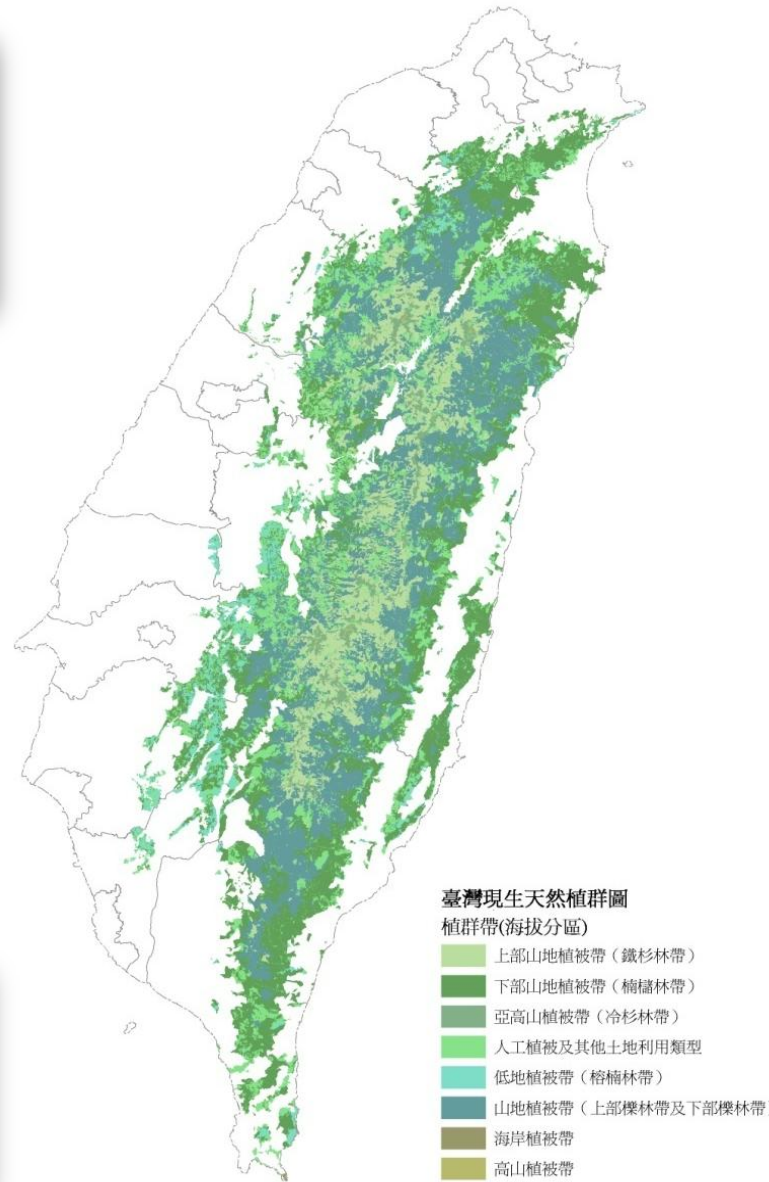 臺灣現生天然植群圖
植群帶(海拔分區)
上部山地植被帶（鐵杉林帶）
下部山地植被帶（楠櫧林帶）
亞高山植被帶（冷杉林帶）
人工植被及其他土地利用類型
低地植被帶（榕楠林帶）
山地植被帶（上部櫟林帶及下部櫟林帶）
海岸植被帶
高山植被帶